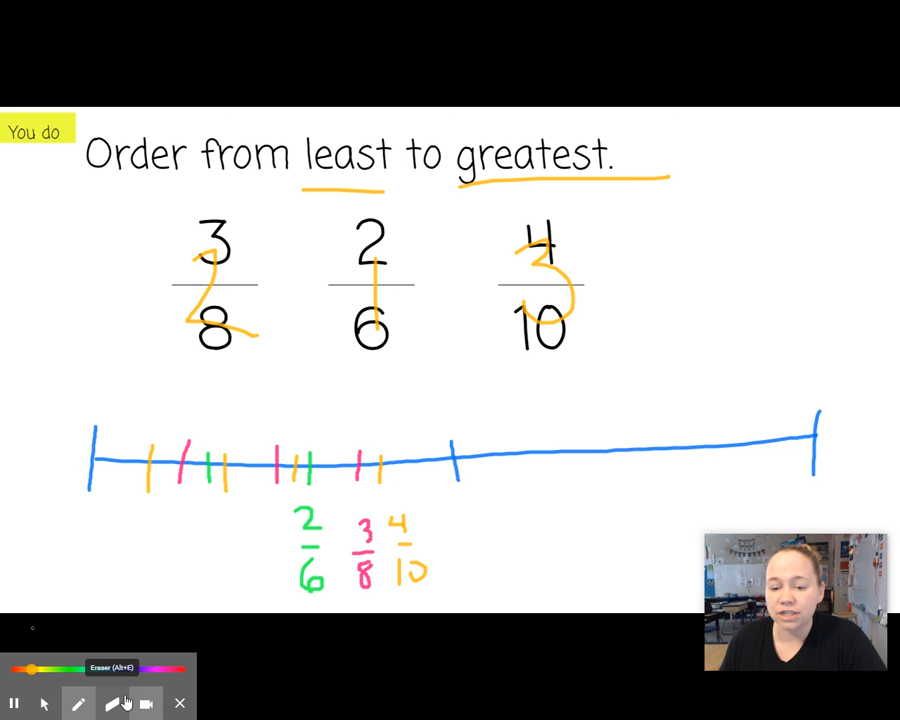 You do
Order from least to greatest.
3 2 4
8 6 10
2 3 4
6 8 10
Eraser (Alt+E)